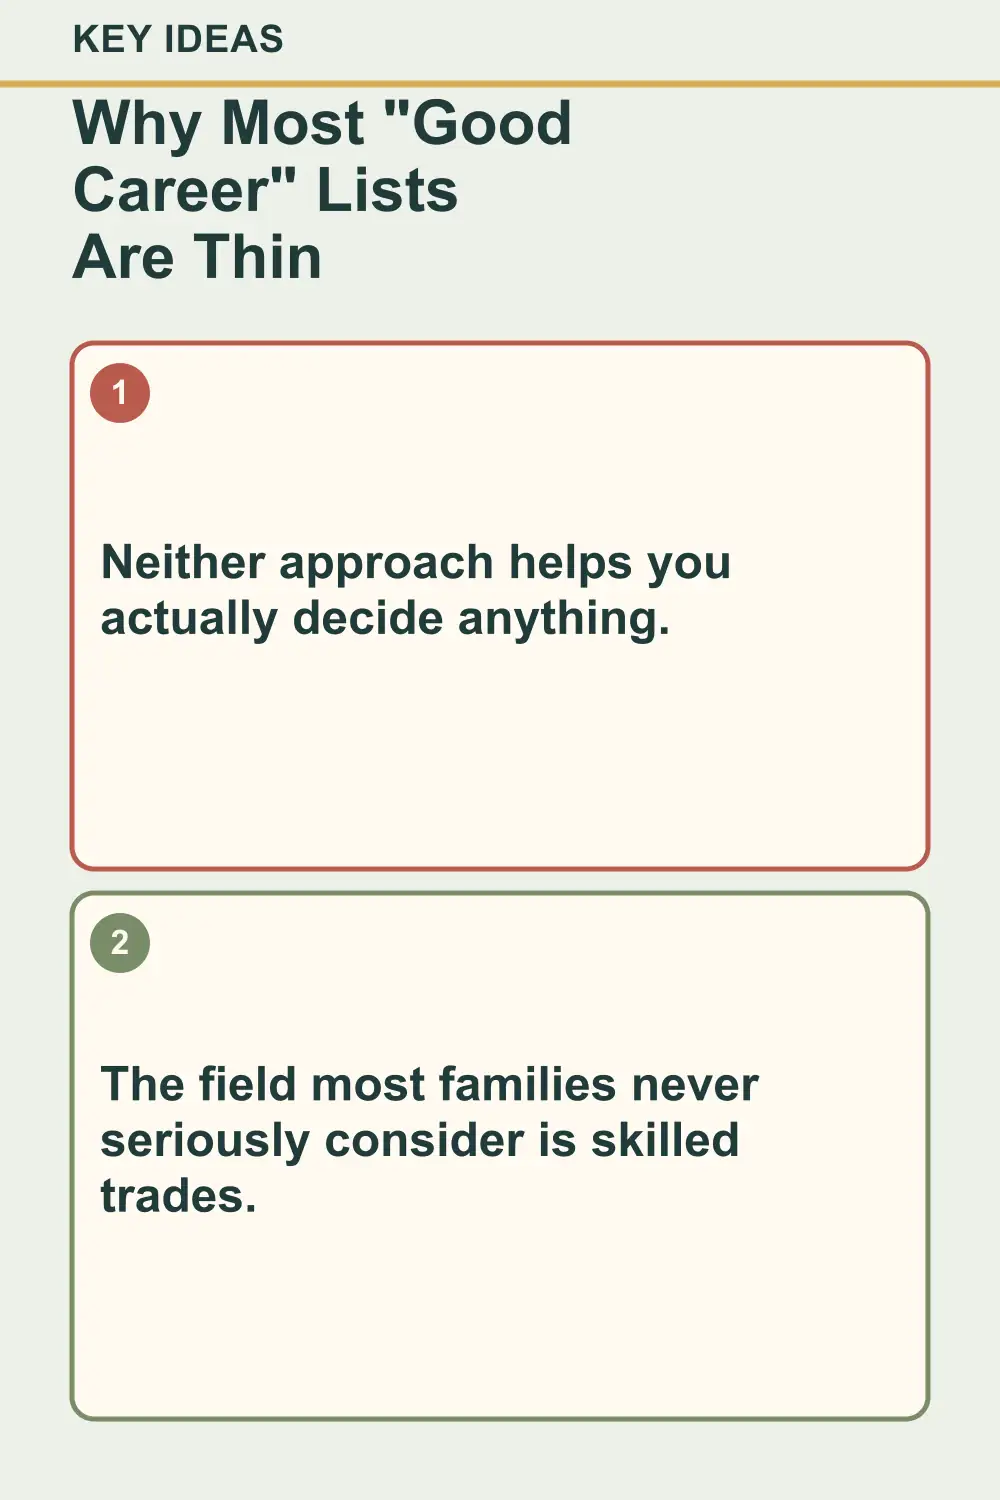 KEY IDEAS
Why Most "Good
Career" Lists
Are Thin
1
Neither approach helps you
actually decide anything.
2
The field most families never
seriously consider is skilled
trades.